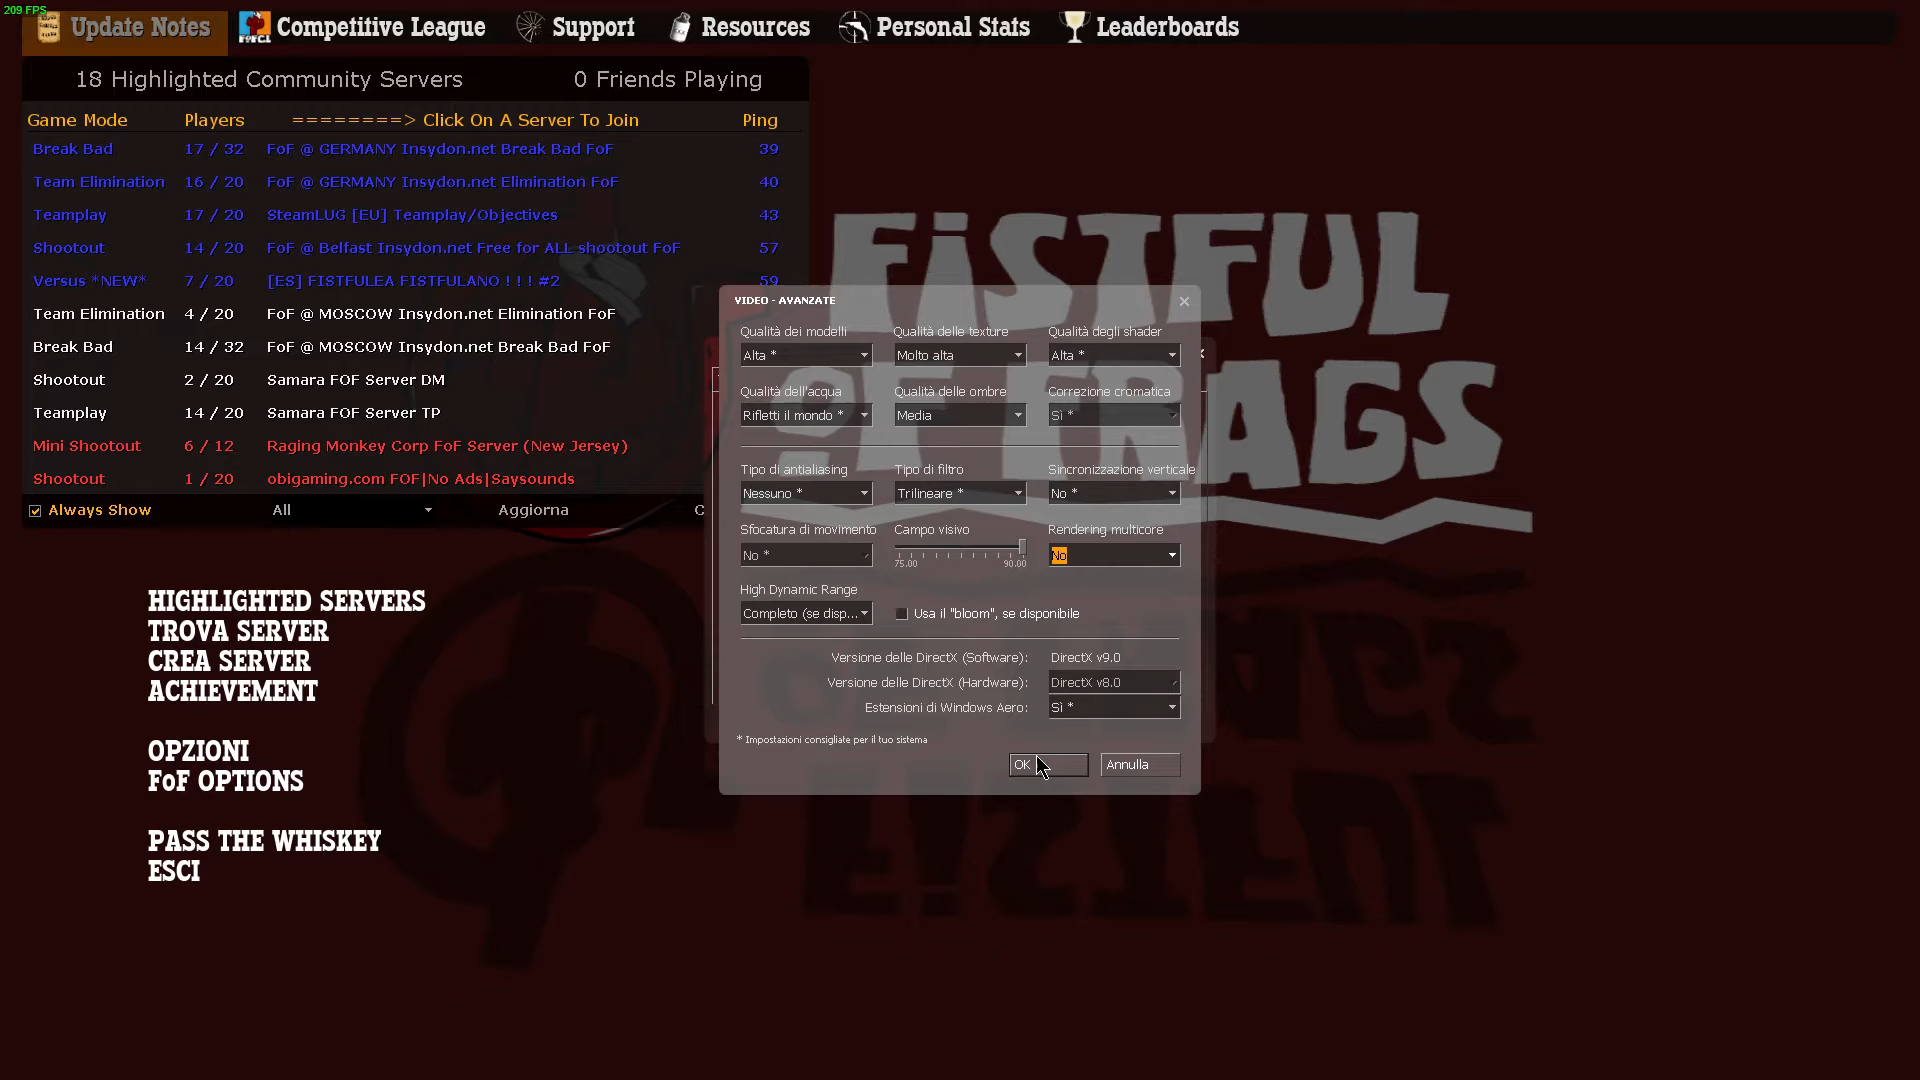 209 FPS
Update Notes Competitive League Support Resources Personal Stats Leaderboards
18 Highlighted Community Servers 0 Friends Playing
Game Mode Players ========> Click On A Server To Join Ping
Break Bad 17 / 32 FoF @ GERMANY Insydon.net Break Bad FoF 39
Team Elimination 16 / 20 FoF @ GERMANY Insydon.net Elimination FoF 40
Teamplay 17 / 20 SteamLUG [EU] Teamplay/Objectives 43
Shootout 14 / 20 FoF @ Belfast Insydon.net Free for ALL shootout FoF 57
Versus *NEW* 7 / 20 [ES] FISTFULEA FISTFULANO ! ! ! #2 59
Team Elimination 4 / 20 FoF @ MOSCOW Insydon.net Elimination FoF
Break Bad 14 / 32 FoF @ MOSCOW Insydon.net Break Bad FoF
Shootout 2 / 20 Samara FOF Server DM
Teamplay 14 / 20 Samara FOF Server TP
Mini Shootout 6 / 12 Raging Monkey Corp FoF Server (New Jersey)
Shootout 1 / 20 obigaming.com FOF|No Ads|Saysounds
Always Show All Aggiorna C
FiSTFUL
OF FRAGS
VIDEO - AVANZATE
Qualità dei modelli Qualità delle texture Qualità degli shader
Alta * Molto alta Alta *
Qualità dell'acqua Qualità delle ombre Correzione cromatica
Rifletti il mondo * Media Sì *
Tipo di antialiasing Tipo di filtro Sincronizzazione verticale
Nessuno * Trilineare * No *
Sfocatura di movimento Campo visivo Rendering multicore
No * 75.00 90.00 No
High Dynamic Range
Completo (se disp... Usa il "bloom", se disponibile
Versione delle DirectX (Software): DirectX v9.0
Versione delle DirectX (Hardware): DirectX v8.0
Estensioni di Windows Aero: Sì *
* Impostazioni consigliate per il tuo sistema
OK Annulla
HIGHLIGHTED SERVERS
TROVA SERVER
CREA SERVER
ACHIEVEMENT
OPZIONI
FoF OPTIONS
PASS THE WHISKEY
ESCI